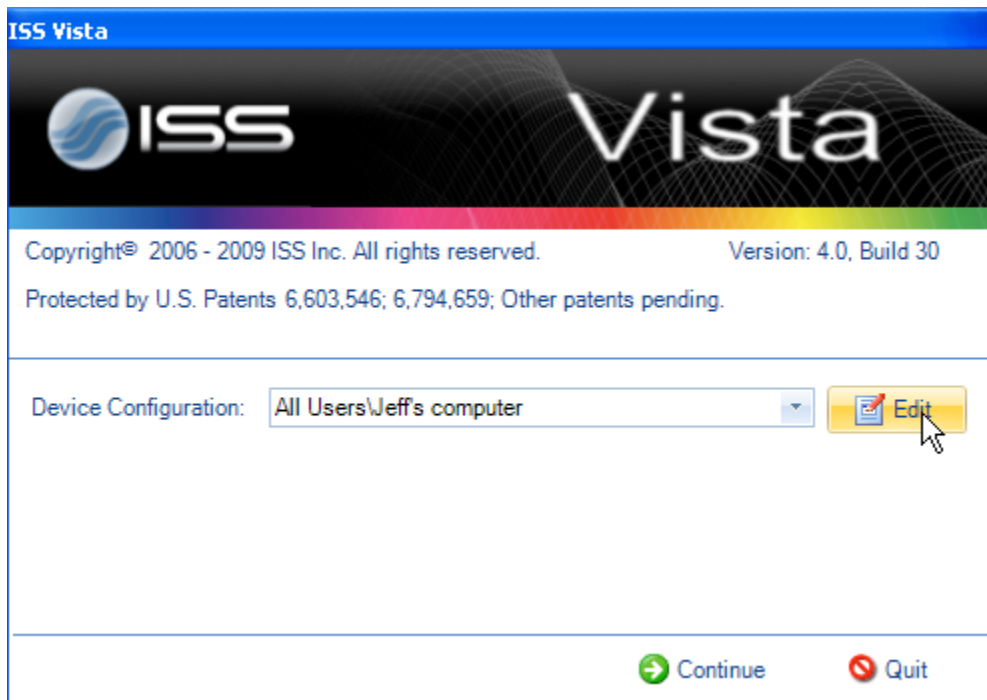 ISS Vista
ISS Vista
Copyright© 2006 - 2009 ISS Inc. All rights reserved. Version: 4.0, Build 30
Protected by U.S. Patents 6,603,546; 6,794,659; Other patents pending.
Device Configuration: All Users\Jeff's computer Edit
Continue Quit